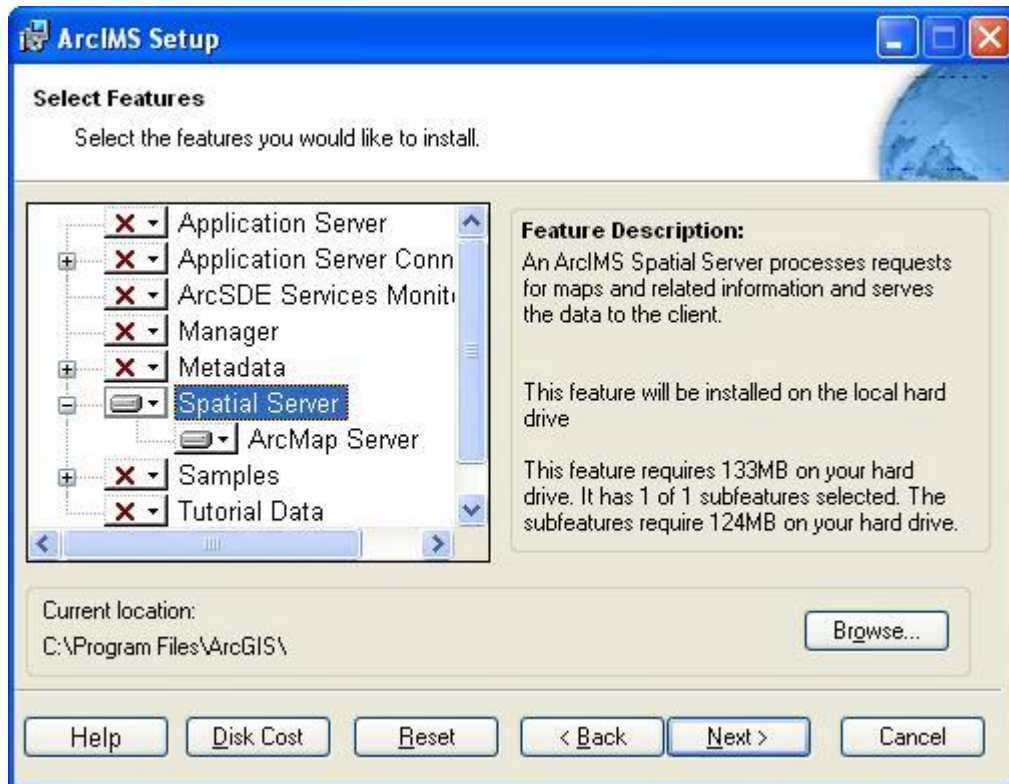 ArcIMS Setup
Select Features
Select the features you would like to install.
Application Server
Application Server Conn
ArcSDE Services Monit
Manager
Metadata
Spatial Server
ArcMap Server
Samples
Tutorial Data
Feature Description:
An ArcIMS Spatial Server processes requests
for maps and related information and serves
the data to the client.
This feature will be installed on the local hard
drive
This feature requires 133MB on your hard
drive. It has 1 of 1 subfeatures selected. The
subfeatures require 124MB on your hard drive.
Current location:
C:\Program Files\ArcGIS\
Browse...
Help
Disk Cost
Reset
< Back
Next >
Cancel